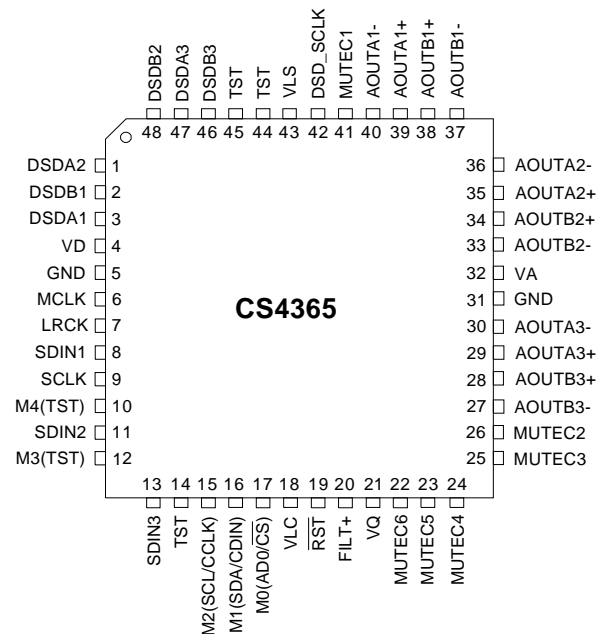 DSDB2
DSDA3
DSDB3
TST
TST
VLS
DSD_SCLK
MUTEC1
AOUTA1-
AOUTA1+
AOUTB1+
AOUTB1-
48 47 46 45 44 43 42 41 40 39 38 37
DSDA2 1
DSDB1 2
DSDA1 3
VD 4
GND 5
MCLK 6
LRCK 7
SDIN1 8
SCLK 9
M4(TST) 10
SDIN2 11
M3(TST) 12
CS4365
36 AOUTA2-
35 AOUTA2+
34 AOUTB2+
33 AOUTB2-
32 VA
31 GND
30 AOUTA3-
29 AOUTA3+
28 AOUTB3+
27 AOUTB3-
26 MUTEC2
25 MUTEC3
13 14 15 16 17 18 19 20 21 22 23 24
SDIN3
TST
M2(SCL/CCLK)
M1(SDA/CDIN)
M0(AD0/CS)
VLC
RST
FILT+
VQ
MUTEC6
MUTEC5
MUTEC4